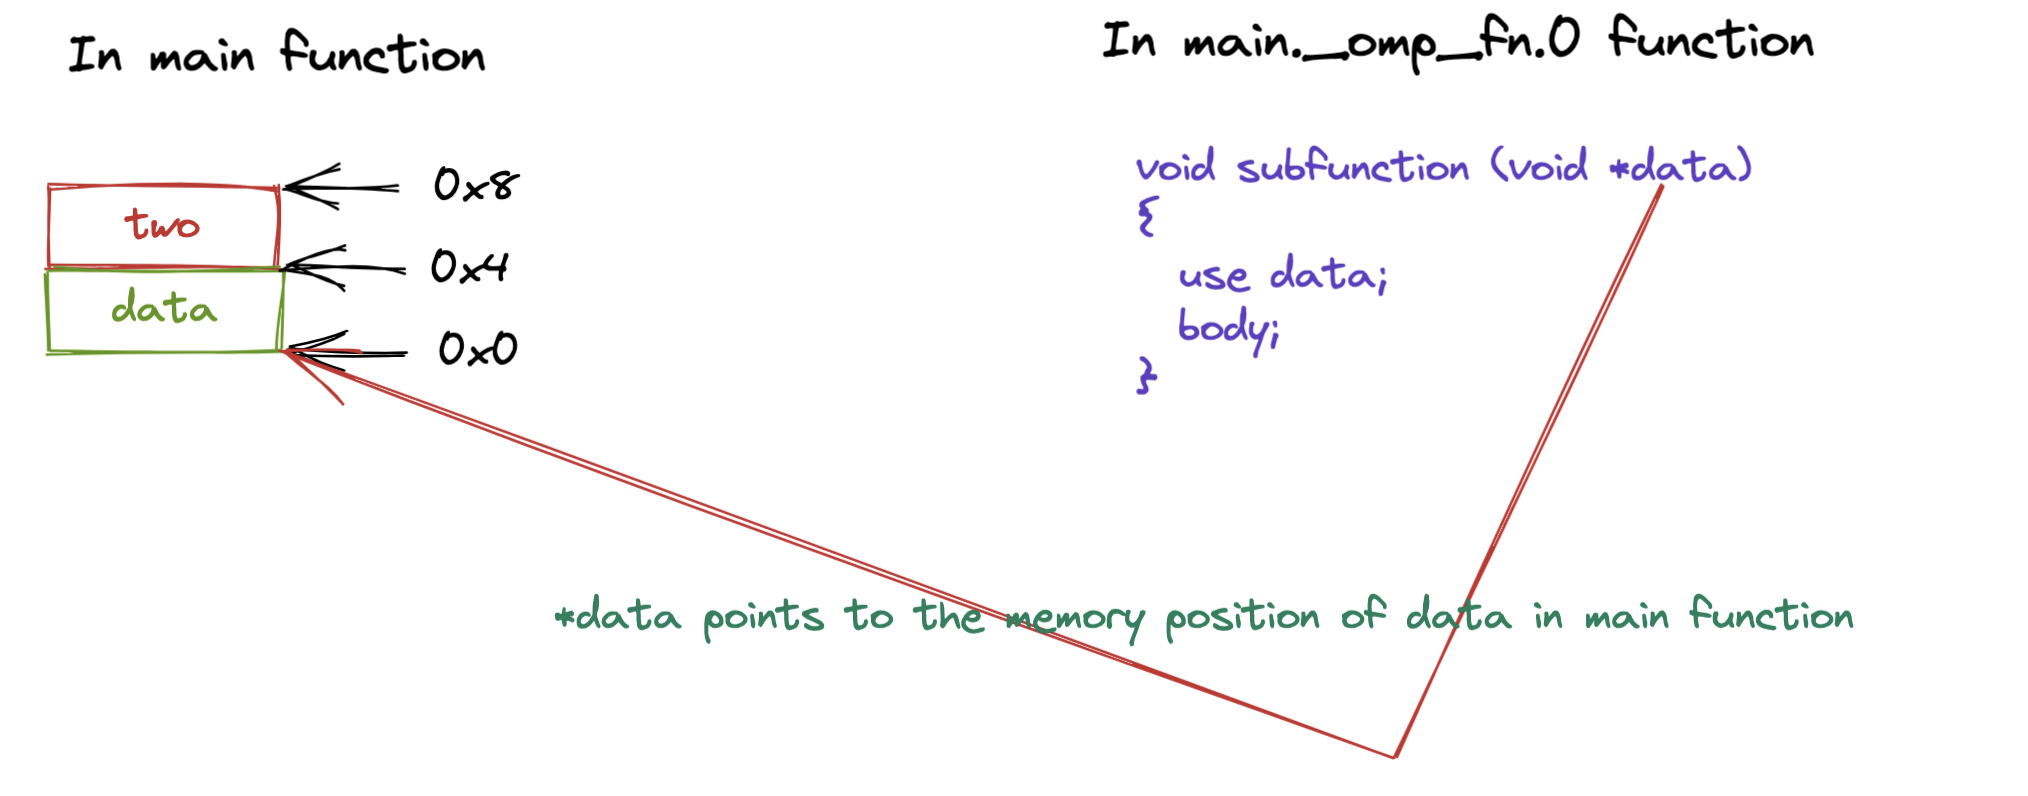 In main function
In main._omp_fn.0 function
two
data
0x8
0x4
0x0
void subfunction (void *data)
{
use data;
body;
}
*data points to the memory position of data in main function